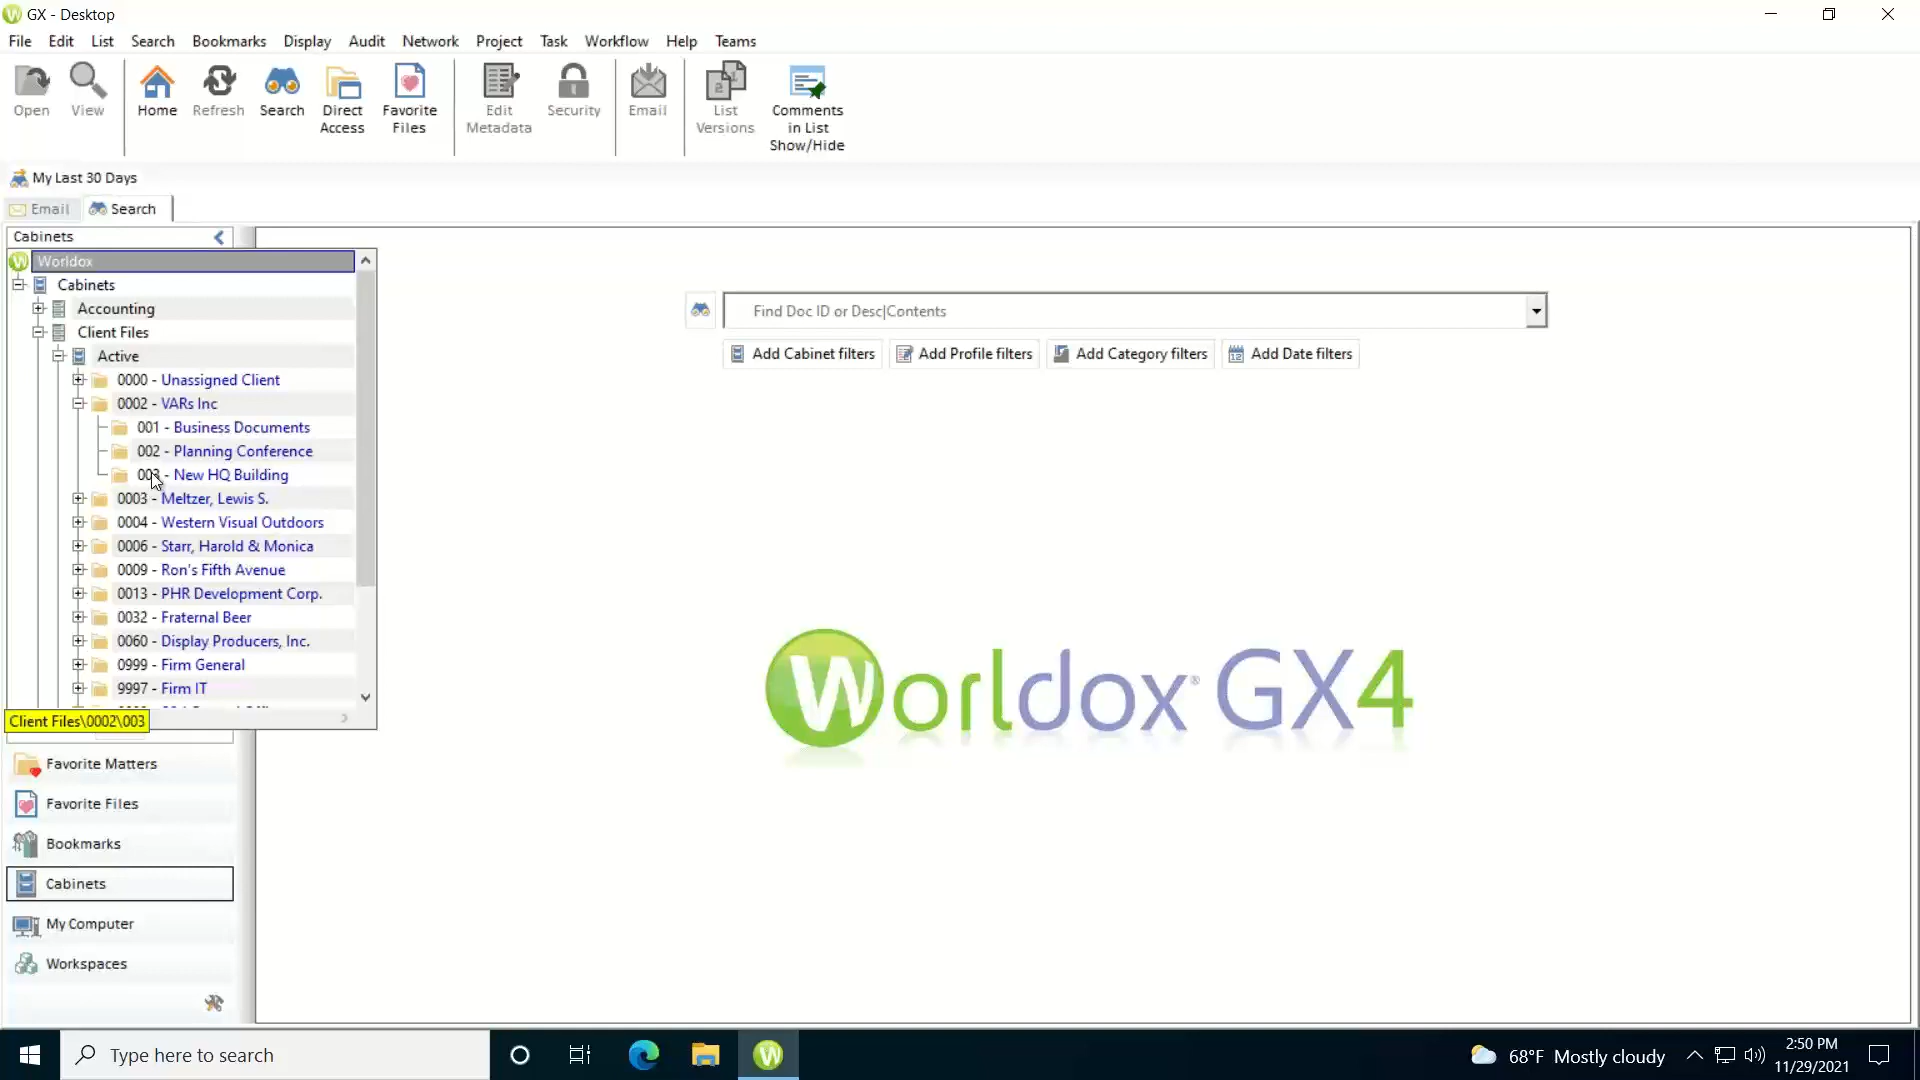 GX - Desktop
File Edit List Search Bookmarks Display Audit Network Project Task Workflow Help Teams
Open View Home Refresh Search Direct Access Favorite Files Edit Metadata Security Email List Versions Comments in List Show/Hide
My Last 30 Days
Email Search
Cabinets
Worldox
Cabinets
Accounting
Client Files
Active
0000 - Unassigned Client
0002 - VARs Inc
001 - Business Documents
002 - Planning Conference
003 - New HQ Building
0003 - Meltzer, Lewis S.
0004 - Western Visual Outdoors
0006 - Starr, Harold & Monica
0009 - Ron's Fifth Avenue
0013 - PHR Development Corp.
0032 - Fraternal Beer
0060 - Display Producers, Inc.
0999 - Firm General
9997 - Firm IT
Client Files\0002\003
Favorite Matters
Favorite Files
Bookmarks
Cabinets
My Computer
Workspaces
Find Doc ID or Desc|Contents
Add Cabinet filters Add Profile filters Add Category filters Add Date filters
Worldox® GX4
Type here to search
68°F Mostly cloudy
2:50 PM
11/29/2021